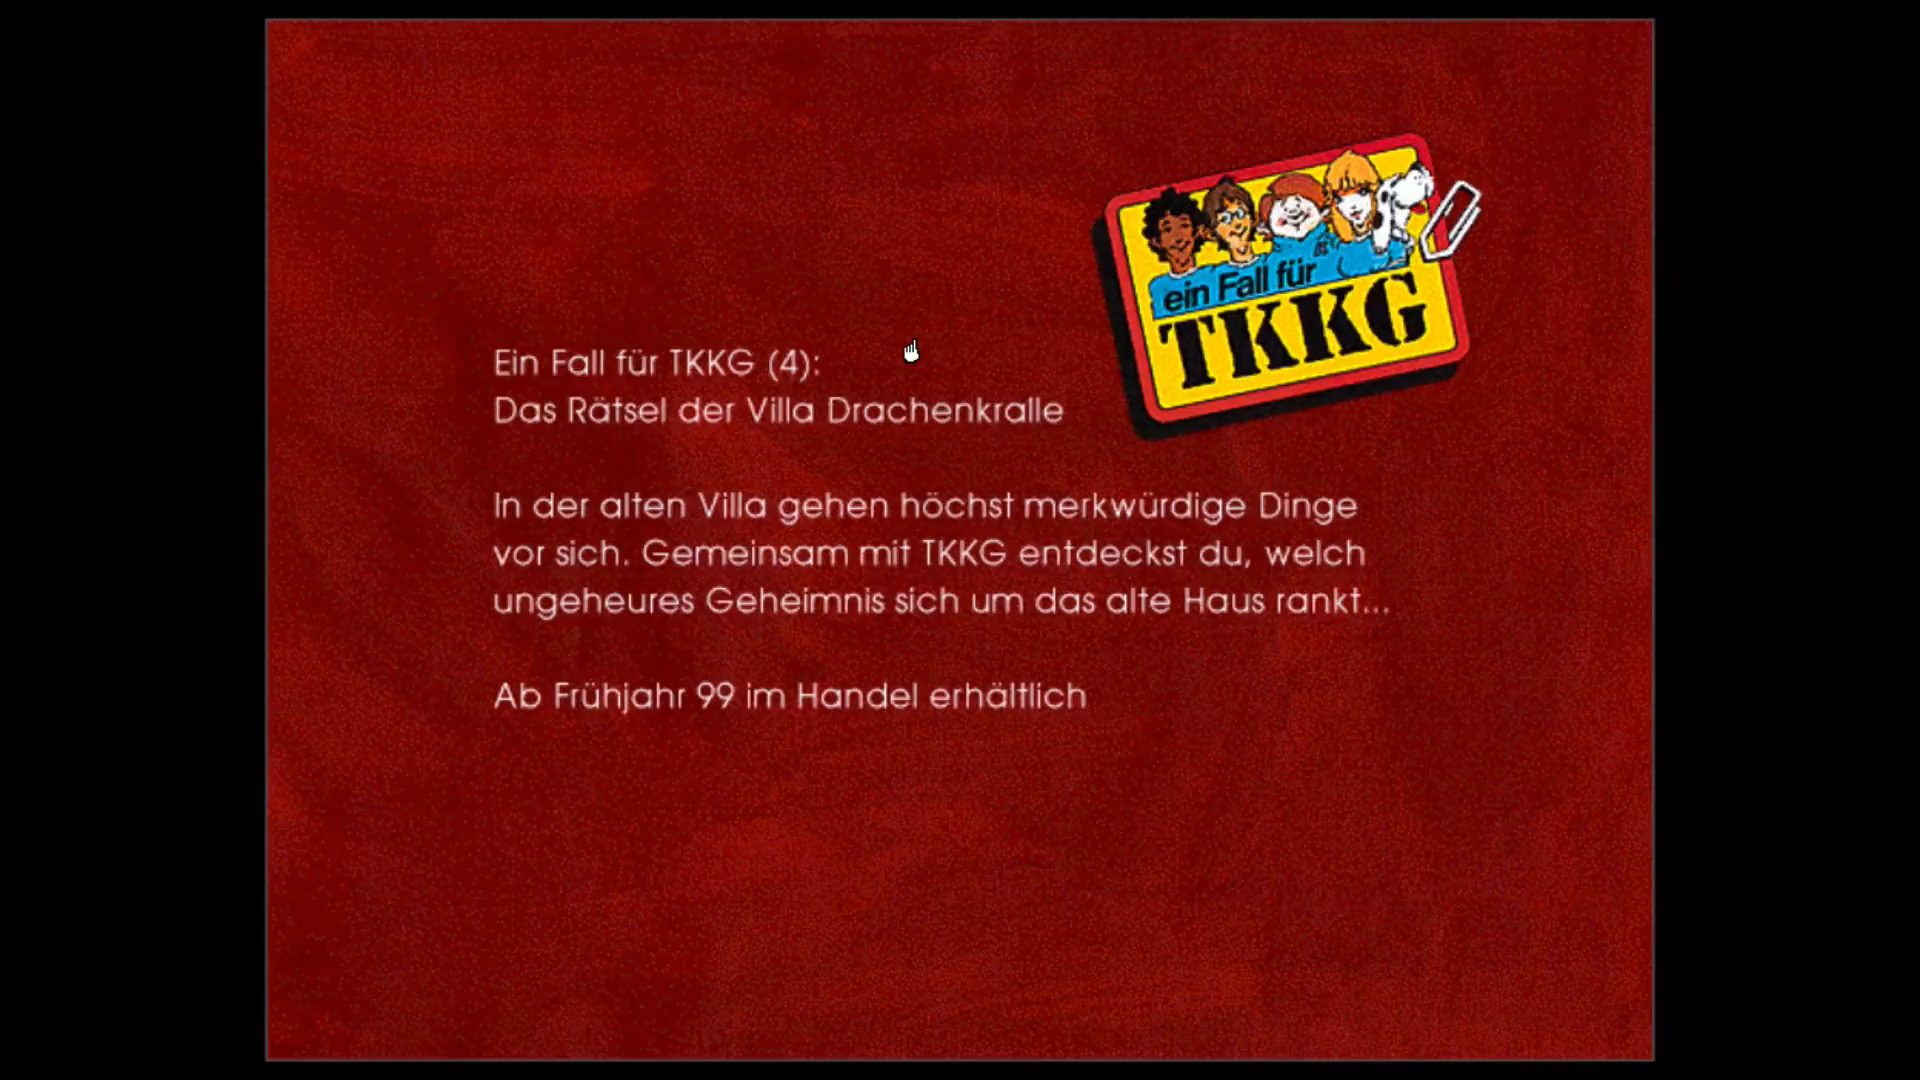 ein Fall für
TKKG
Ein Fall für TKKG (4):
Das Rätsel der Villa Drachenkralle
In der alten Villa gehen höchst merkwürdige Dinge
vor sich. Gemeinsam mit TKKG entdeckst du, welch
ungeheures Geheimnis sich um das alte Haus rankt...
Ab Frühjahr 99 im Handel erhältlich